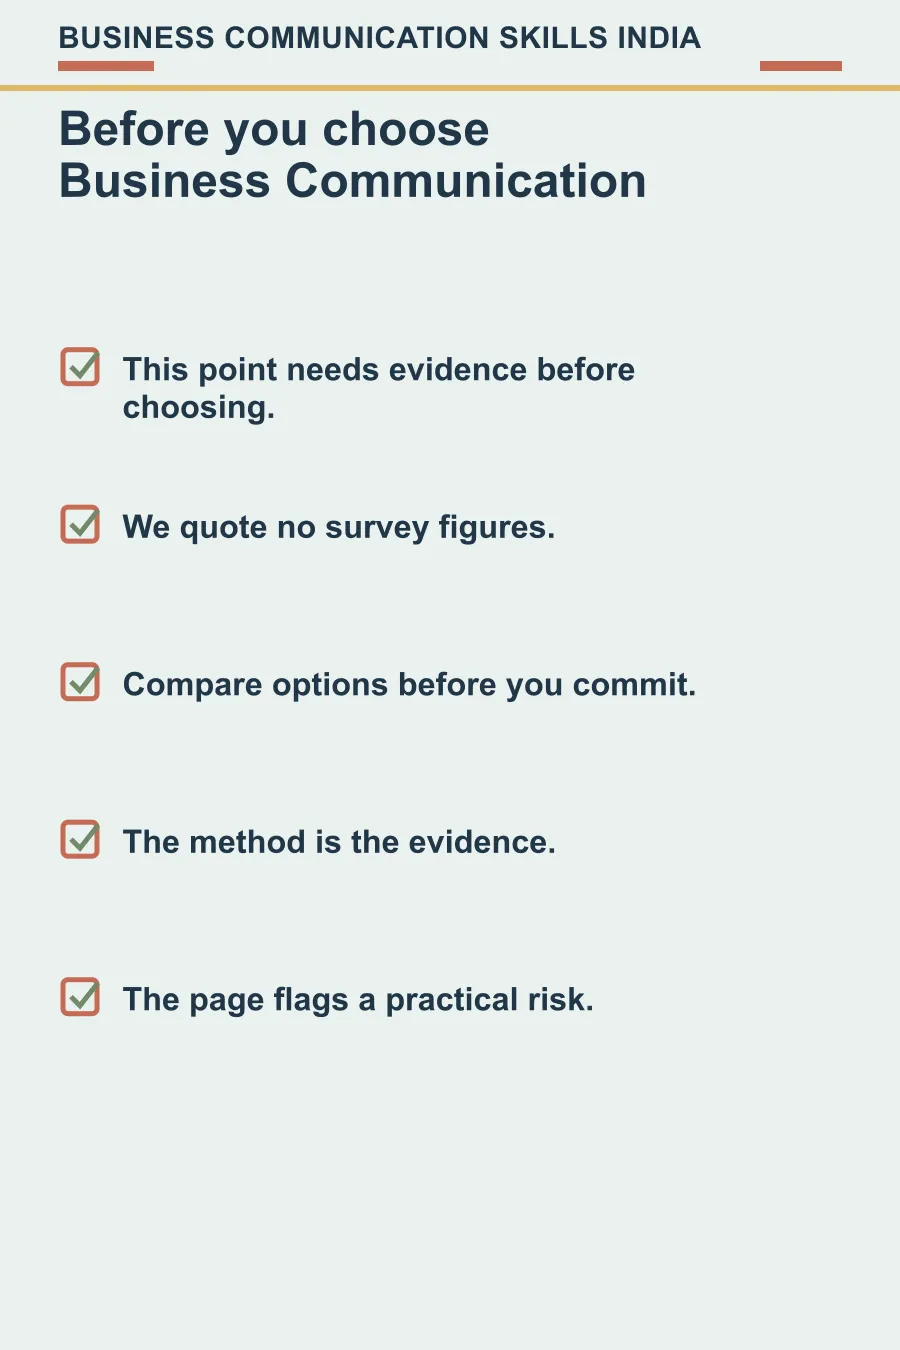 BUSINESS COMMUNICATION SKILLS INDIA
Before you choose
Business Communication
This point needs evidence before
choosing.
We quote no survey figures.
Compare options before you commit.
The method is the evidence.
The page flags a practical risk.